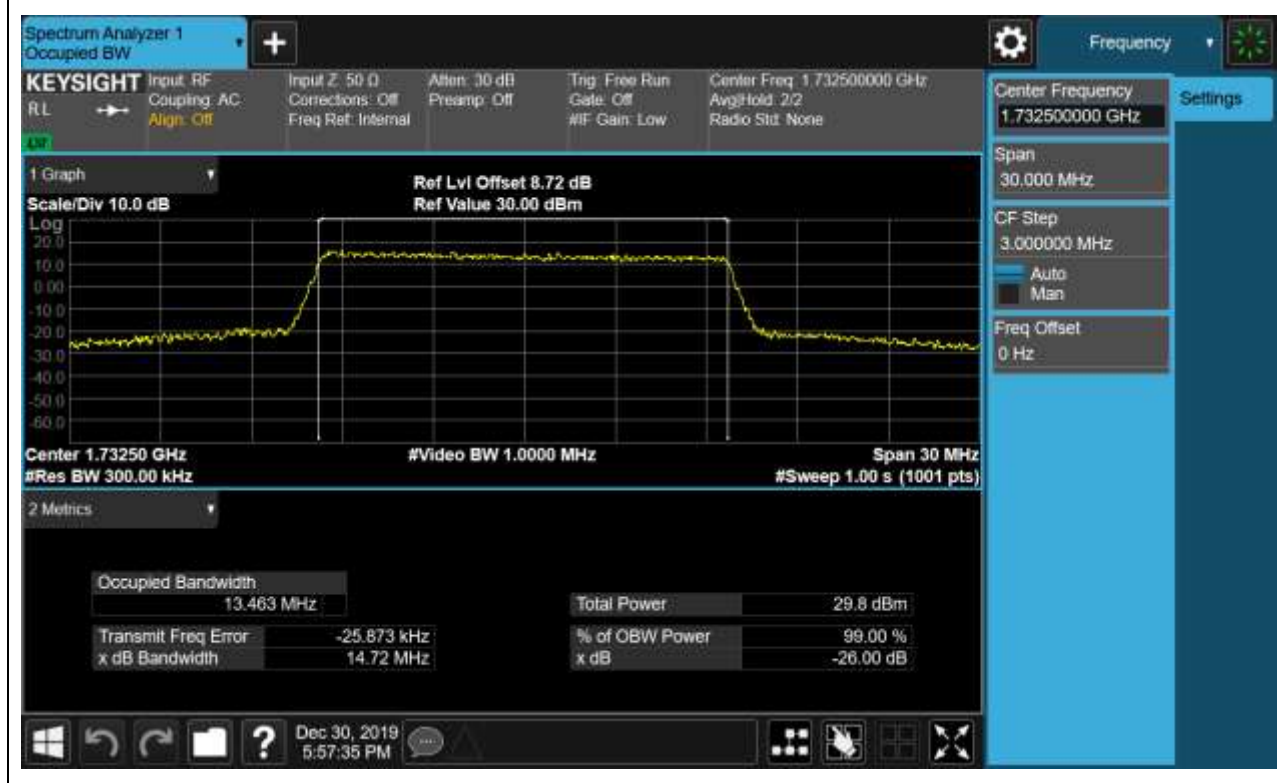 Spectrum Analyzer 1
Occupied BW
+
Frequency
KEYSIGHT
RL
LXI
Input: RF
Coupling: AC
Align: Off
Input Z: 50 Ω
Corrections: Off
Freq Ref: Internal
Atten: 30 dB
Preamp: Off
Trig: Free Run
Gate: Off
#IF Gain: Low
Center Freq: 1.732500000 GHz
Avg|Hold: 2/2
Radio Std: None
Center Frequency
1.732500000 GHz
Settings
Span
30.000 MHz
CF Step
3.000000 MHz
Auto
Man
Freq Offset
0 Hz
1 Graph
Scale/Div 10.0 dB
Ref Lvl Offset 8.72 dB
Ref Value 30.00 dBm
Log
20.0
10.0
0.00
-10.0
-20.0
-30.0
-40.0
-50.0
-60.0
Center 1.73250 GHz
#Video BW 1.0000 MHz
Span 30 MHz
#Res BW 300.00 kHz
#Sweep 1.00 s (1001 pts)
2 Metrics
Occupied Bandwidth
13.463 MHz
Total Power 29.8 dBm
Transmit Freq Error -25.873 kHz
% of OBW Power 99.00 %
x dB Bandwidth 14.72 MHz
x dB -26.00 dB
?
Dec 30, 2019
5:57:35 PM